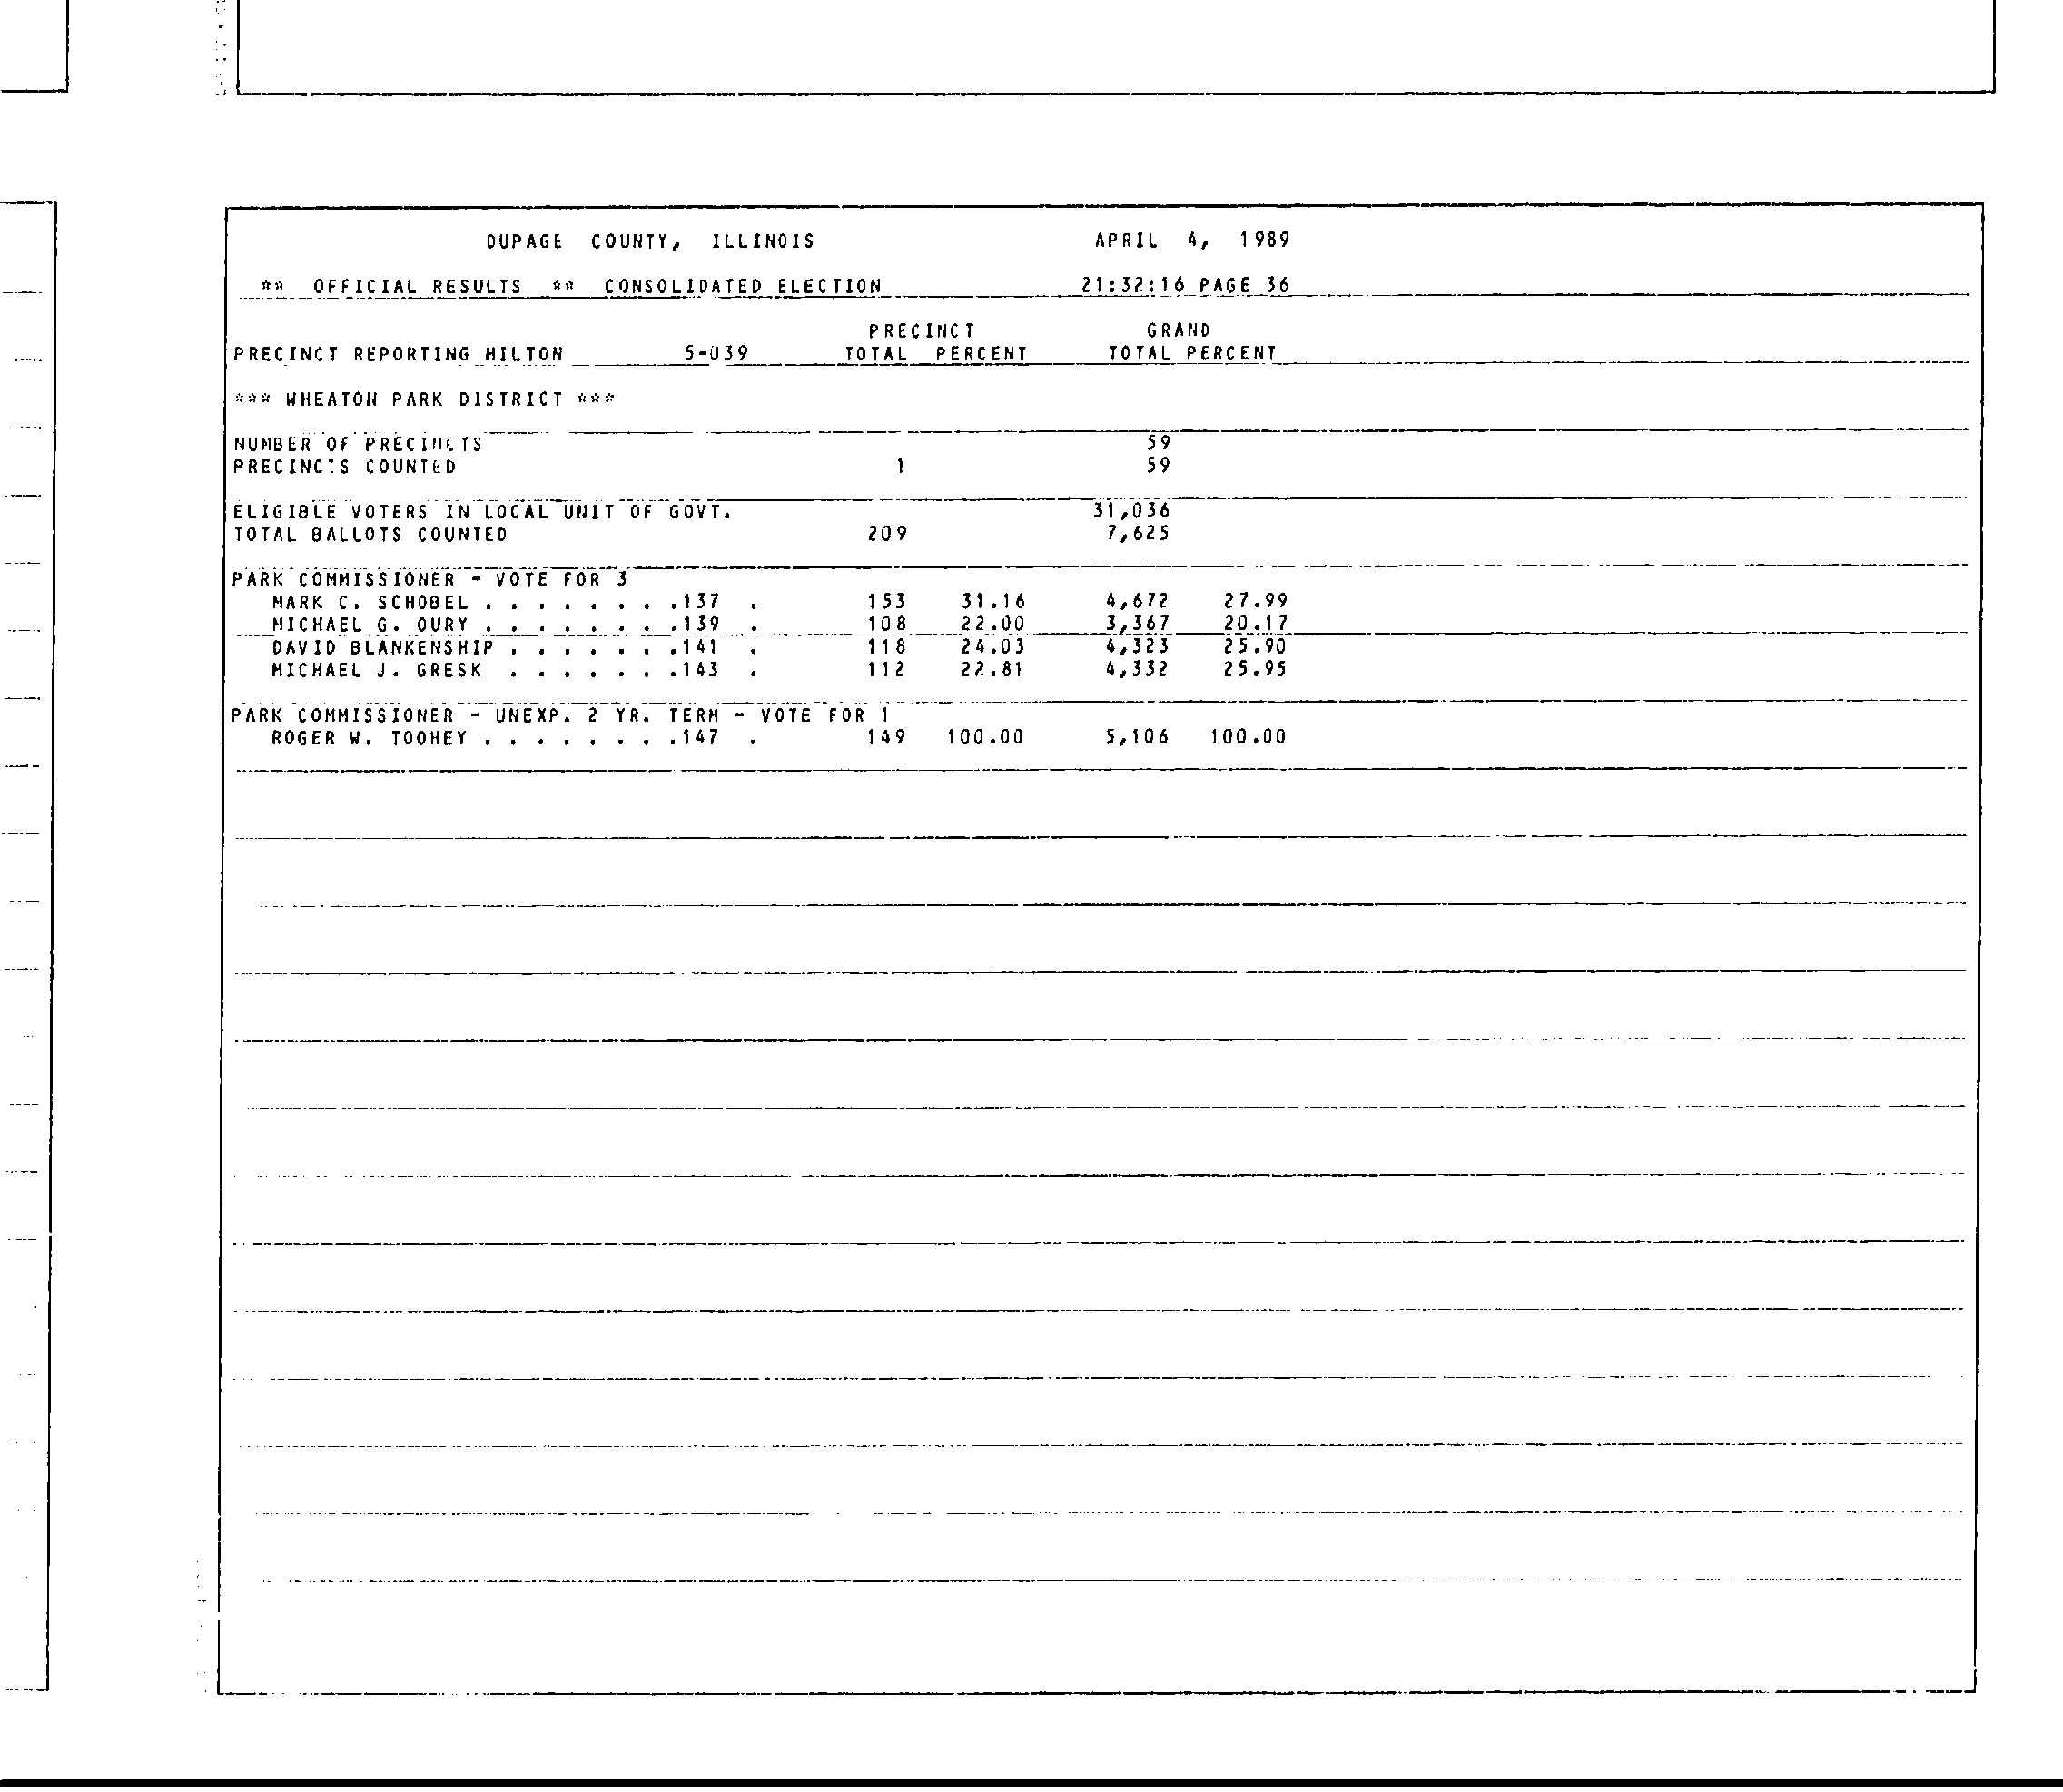 DUPAGE COUNTY, ILLINOIS APRIL 4, 1989
** OFFICIAL RESULTS ** CONSOLIDATED ELECTION 21:32:16 PAGE 36
PRECINCT GRAND
PRECINCT REPORTING MILTON 5-039 TOTAL PERCENT TOTAL PERCENT
*** WHEATON PARK DISTRICT ***
NUMBER OF PRECINCTS 59
PRECINCTS COUNTED 1 59
ELIGIBLE VOTERS IN LOCAL UNIT OF GOVT. 31,036
TOTAL BALLOTS COUNTED 209 7,625
PARK COMMISSIONER - VOTE FOR 3
MARK C. SCHOBEL . . . . . . . .137 . 153 31.16 4,672 27.99
MICHAEL G. OURY . . . . . . . .139 . 108 22.00 3,367 20.17
DAVID BLANKENSHIP . . . . . . .141 . 118 24.03 4,323 25.90
MICHAEL J. GRESK . . . . . . .143 . 112 22.81 4,332 25.95
PARK COMMISSIONER - UNEXP. 2 YR. TERM - VOTE FOR 1
ROGER W. TOOHEY . . . . . . . .147 . 149 100.00 5,106 100.00